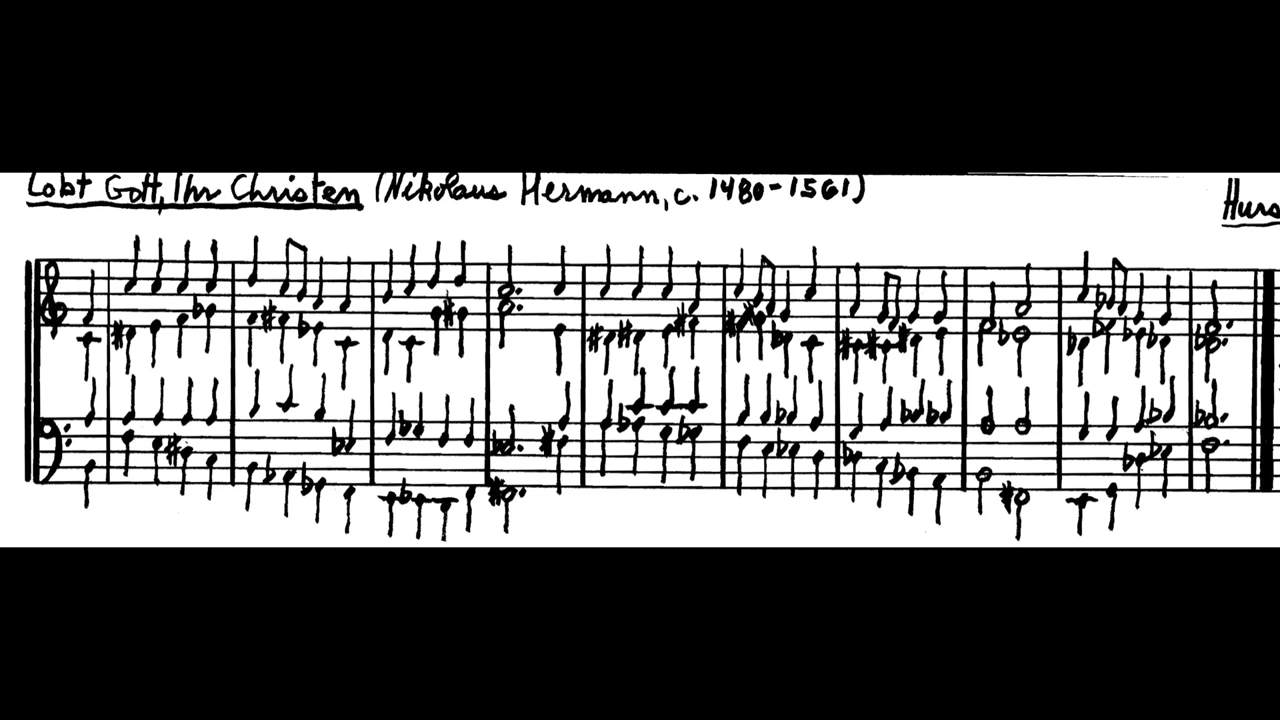 Lobt Gott, Ihr Christen (Nikolaus Hermann, c. 1480-1561)